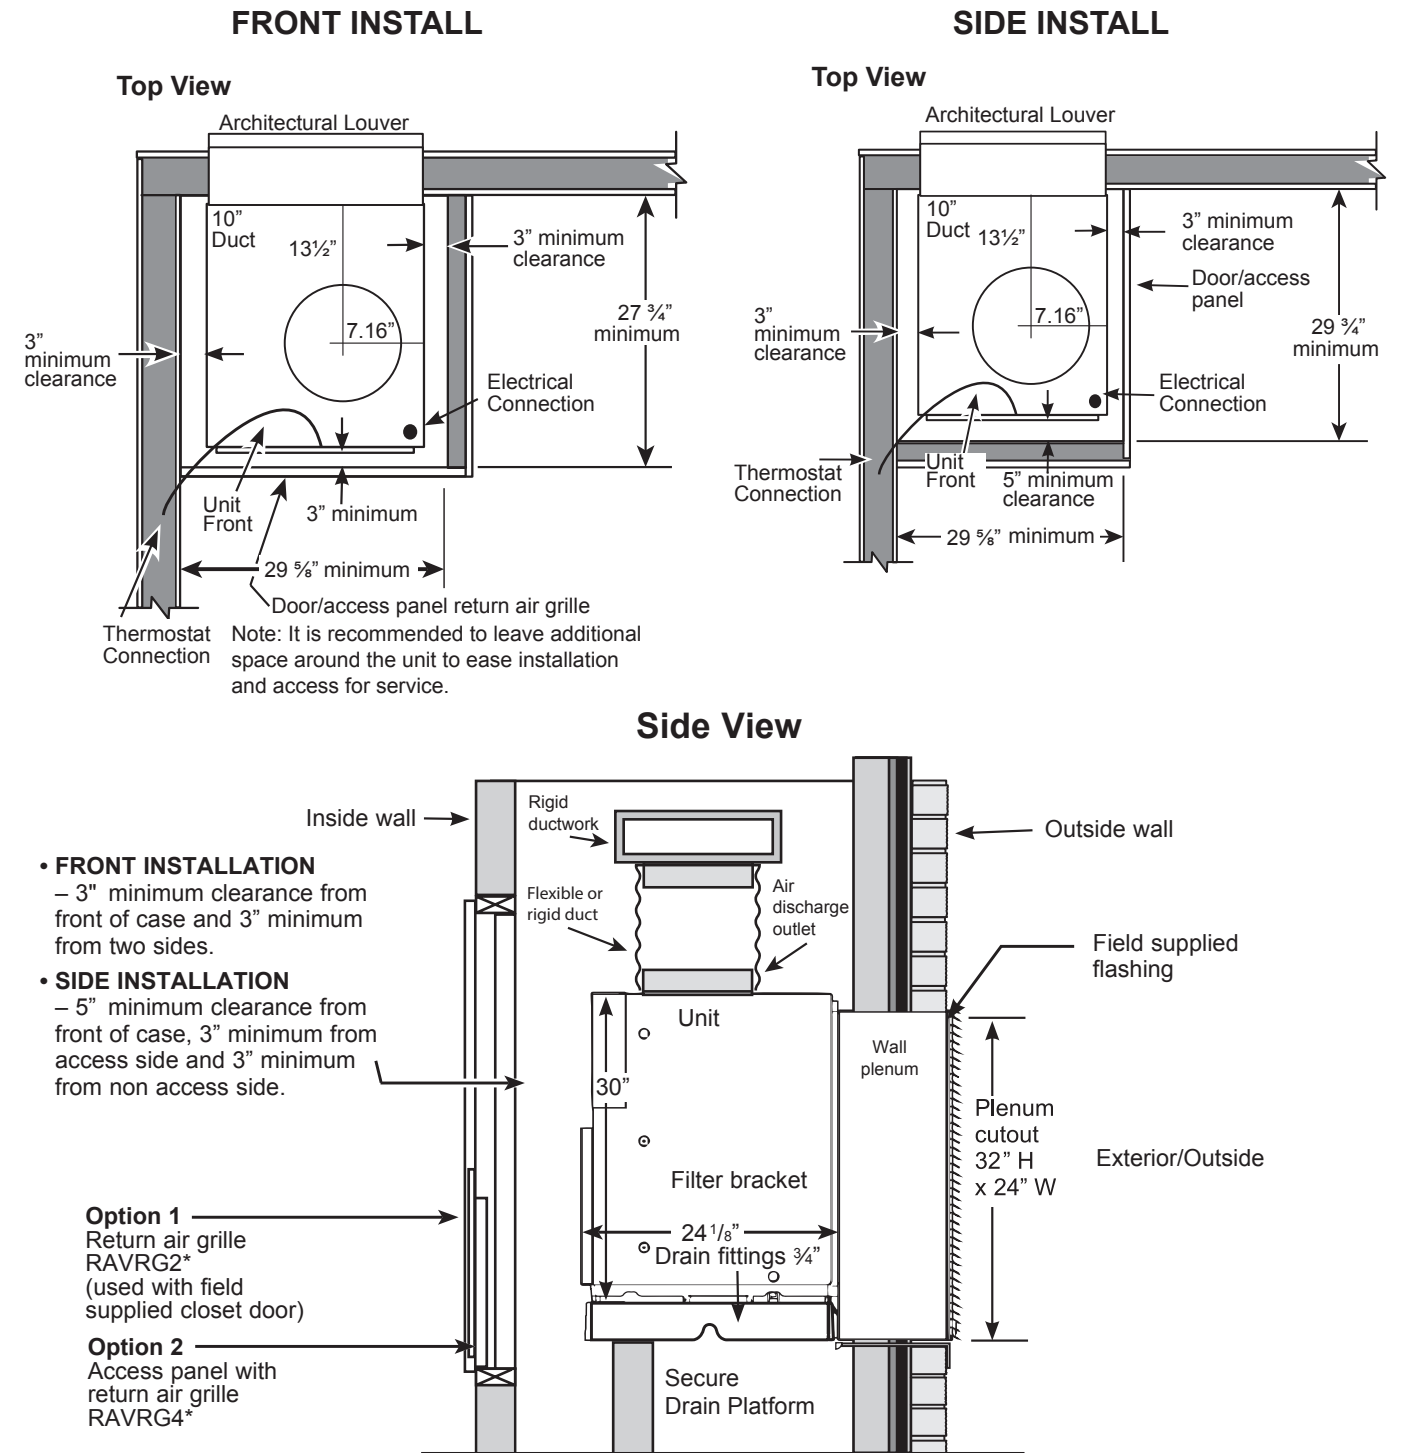 FRONT INSTALL
Top View
Architectural Louver
10”
Duct
13½”
3” minimum
clearance
7.16”
27 ¾”
minimum
3”
minimum
clearance
Electrical
Connection
Unit
Front
3” minimum
29 ⅝” minimum
Door/access panel return air grille
Thermostat
Connection
Note: It is recommended to leave additional
space around the unit to ease installation
and access for service.
SIDE INSTALL
Top View
Architectural Louver
10”
Duct
13½”
3” minimum
clearance
Door/access
panel
7.16”
3”
minimum
clearance
29 ¾”
minimum
Electrical
Connection
Thermostat
Connection
Unit
Front
5” minimum
clearance
29 ⅝” minimum
Side View
Inside wall
Rigid
ductwork
Outside wall
• FRONT INSTALLATION
– 3" minimum clearance from
front of case and 3” minimum
from two sides.
• SIDE INSTALLATION
– 5” minimum clearance from
front of case, 3” minimum from
access side and 3” minimum
from non access side.
Flexible or
rigid duct
Air
discharge
outlet
Field supplied
flashing
Unit
Wall
plenum
30”
Plenum
cutout
32” H
x 24” W
Exterior/Outside
Filter bracket
24 1/8”
Drain fittings ¾”
Option 1
Return air grille
RAVRG2*
(used with field
supplied closet door)
Option 2
Access panel with
return air grille
RAVRG4*
Secure
Drain Platform